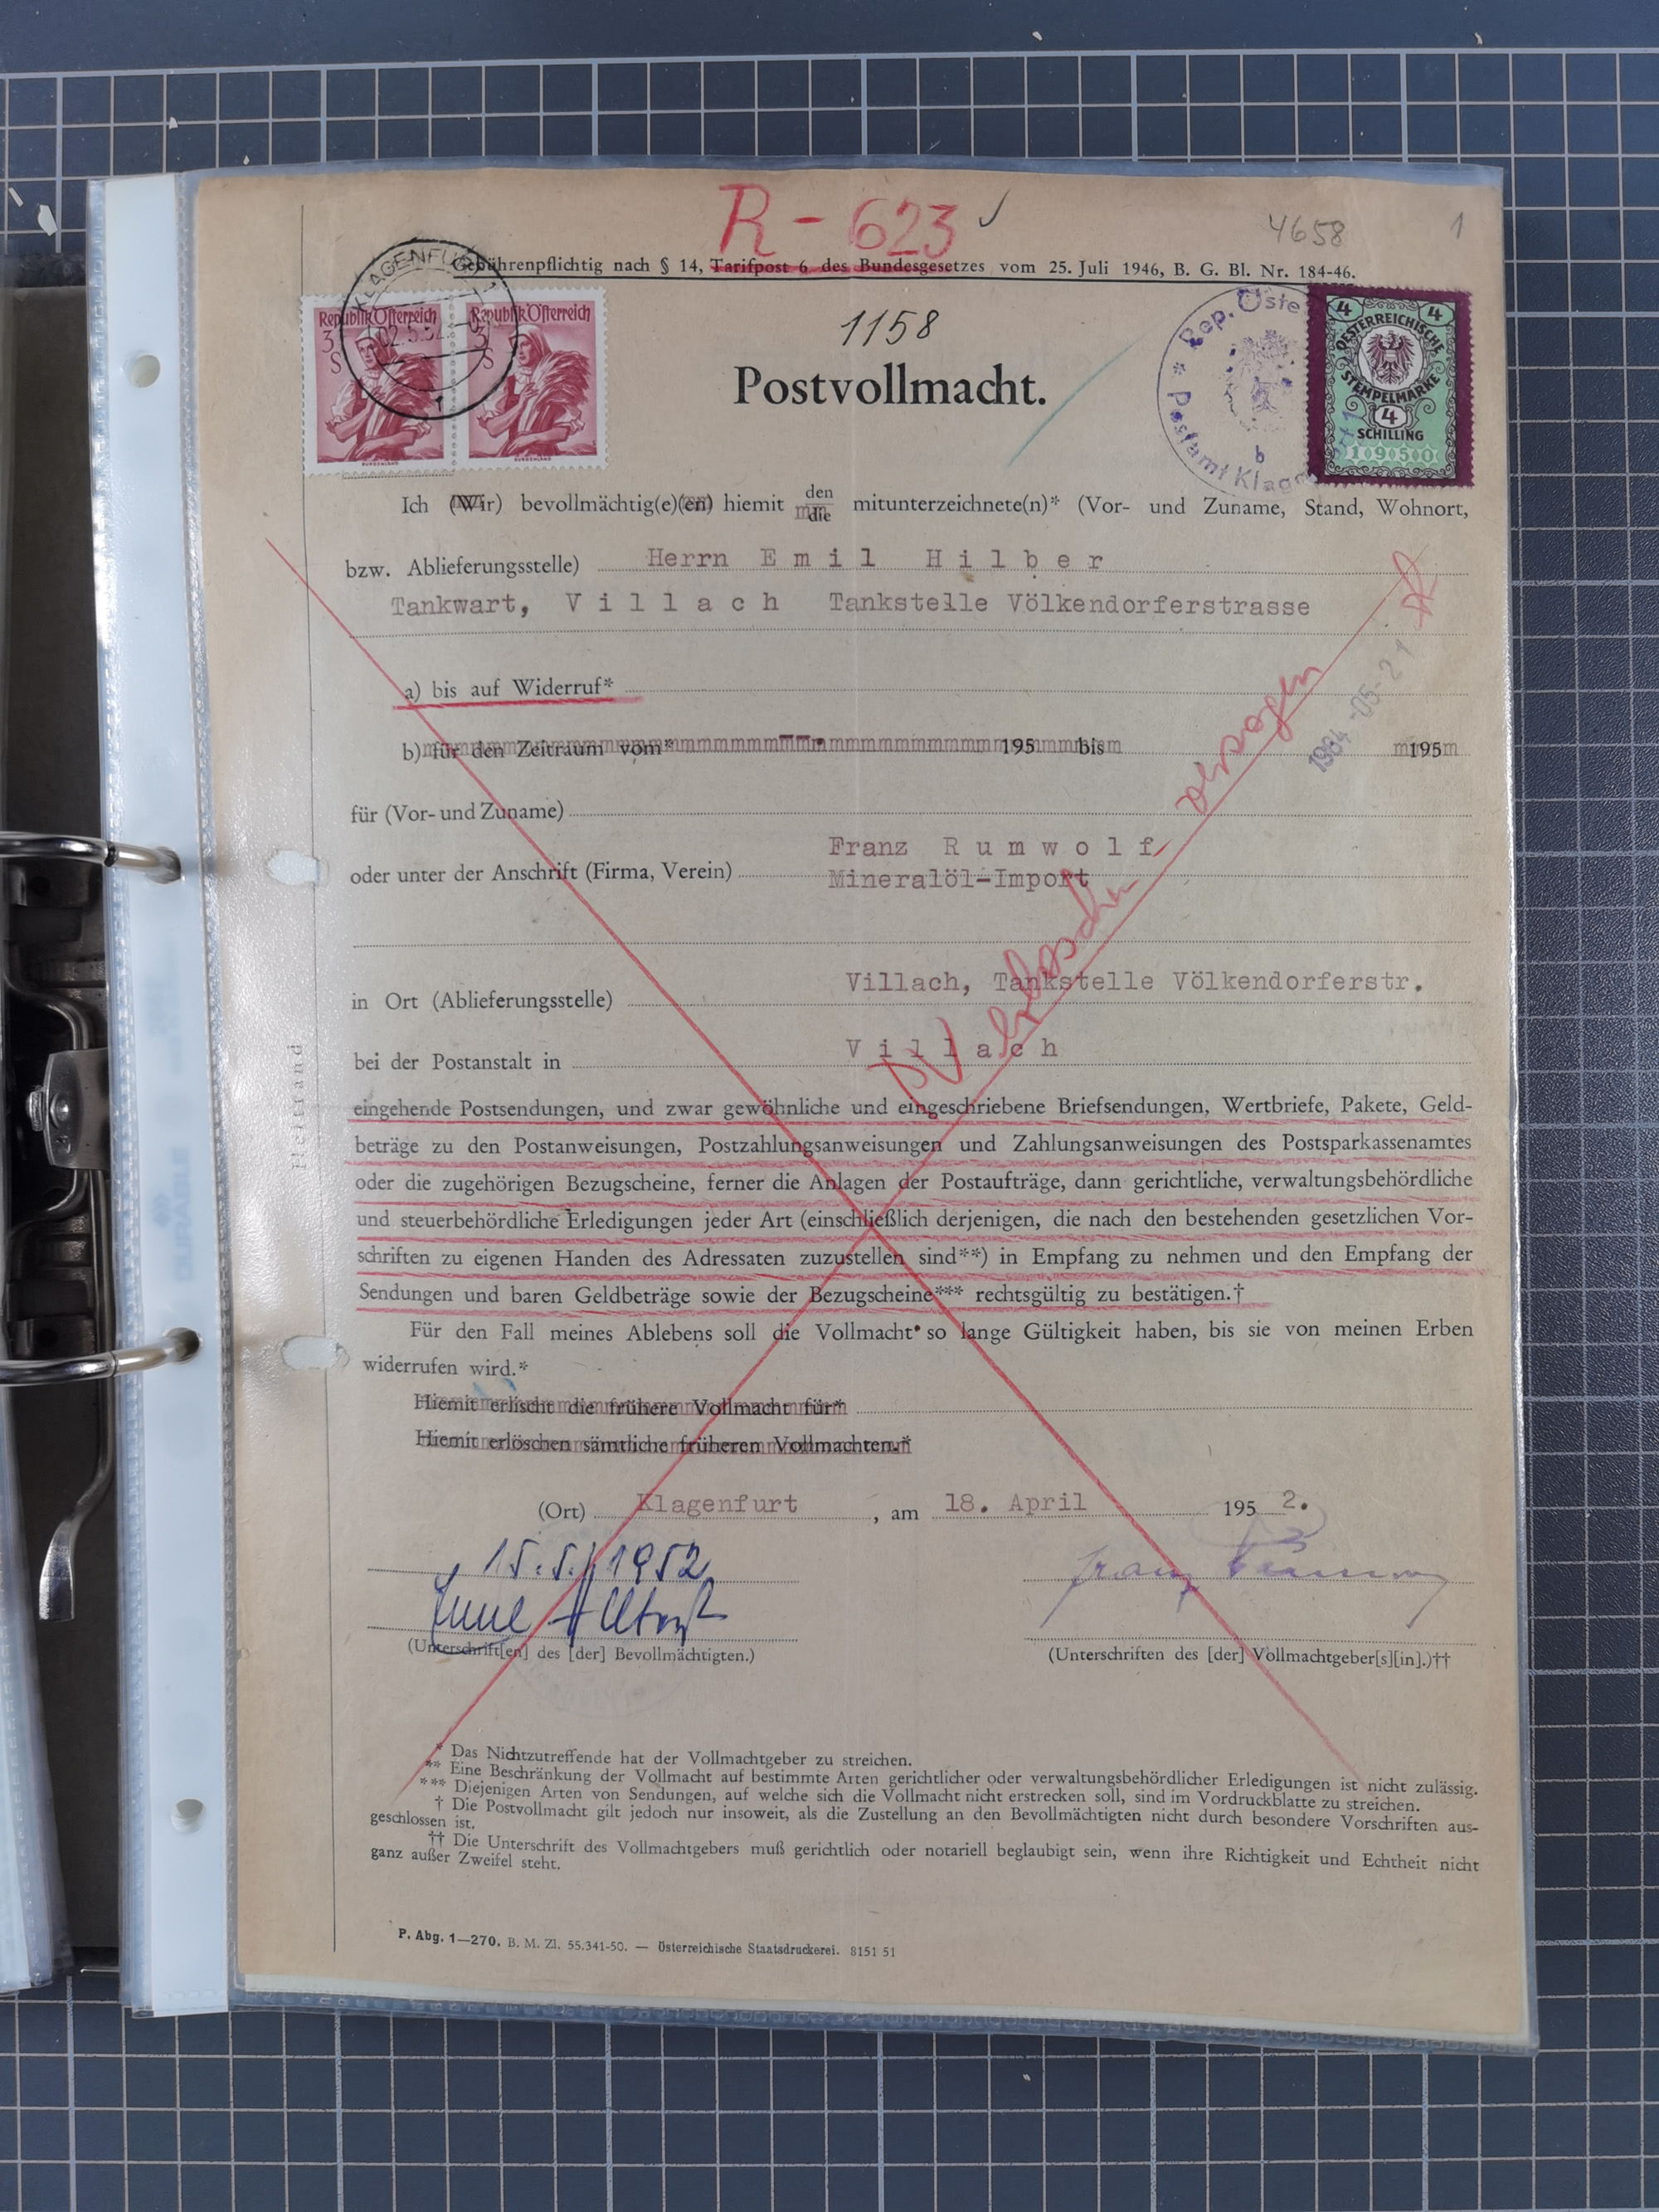 R - 623
4658
1
Gebührenpflichtig nach § 14, Tarifpost 6 des Bundesgesetzes vom 25. Juli 1946, B. G. Bl. Nr. 184-46.
KLAGENFURT
Republik Österreich
3 S
BURGENLAND
Republik Österreich
3 S
BURGENLAND
1158
Postvollmacht.
Rep. Öste
* Postamt Klag
b
4 4
OESTERREICHISCHE
STEMPELMARKE
4
SCHILLING
1950
Ich (Wir) bevollmächtig(e)(en) hiemit den die mitunterzeichnete(n)* (Vor- und Zuname, Stand, Wohnort,
bzw. Ablieferungsstelle) Herrn E m i l H i l b e r
Tankwart, V i l l a c h Tankstelle Völkendorferstrasse
a) bis auf Widerruf*
b) für den Zeitraum vom* 195 bis 195
1984-05-21
für (Vor- und Zuname)
oder unter der Anschrift (Firma, Verein) Franz R u m w o l f
Mineralöl-Import
in Ort (Ablieferungsstelle) Villach, Tankstelle Völkendorferstr.
bei der Postanstalt in V i l l a c h
eingehende Postsendungen, und zwar gewöhnliche und eingeschriebene Briefsendungen, Wertbriefe, Pakete, Geld-
beträge zu den Postanweisungen, Postzahlungsanweisungen und Zahlungsanweisungen des Postsparkassenamtes
oder die zugehörigen Bezugscheine, ferner die Anlagen der Postaufträge, dann gerichtliche, verwaltungsbehördliche
und steuerbehördliche Erledigungen jeder Art (einschließlich derjenigen, die nach den bestehenden gesetzlichen Vor-
schriften zu eigenen Handen des Adressaten zuzustellen sind**) in Empfang zu nehmen und den Empfang der
Sendungen und baren Geldbeträge sowie der Bezugscheine*** rechtsgültig zu bestätigen.†
Für den Fall meines Ablebens soll die Vollmacht so lange Gültigkeit haben, bis sie von meinen Erben
widerrufen wird.*
Hiemit erlischt die frühere Vollmacht für*
Hiemit erlöschen sämtliche früheren Vollmachten.*
Heftrand
(Ort) Klagenfurt, am 18. April 1952.
15.5.1952
(Unterschrift[en] des [der] Bevollmächtigten.)
(Unterschriften des [der] Vollmachtgeber[s][in].)††
* Das Nichtzutreffende hat der Vollmachtgeber zu streichen.
** Eine Beschränkung der Vollmacht auf bestimmte Arten gerichtlicher oder verwaltungsbehördlicher Erledigungen ist nicht zulässig.
*** Diejenigen Arten von Sendungen, auf welche sich die Vollmacht nicht erstrecken soll, sind im Vordruckblatte zu streichen.
† Die Postvollmacht gilt jedoch nur insoweit, als die Zustellung an den Bevollmächtigten nicht durch besondere Vorschriften aus-
geschlossen ist.
†† Die Unterschrift des Vollmachtgebers muß gerichtlich oder notariell beglaubigt sein, wenn ihre Richtigkeit und Echtheit nicht
ganz außer Zweifel steht.
P. Abg. 1—270. B. M. Zl. 55.341-50. — Österreichische Staatsdruckerei. 8151 51